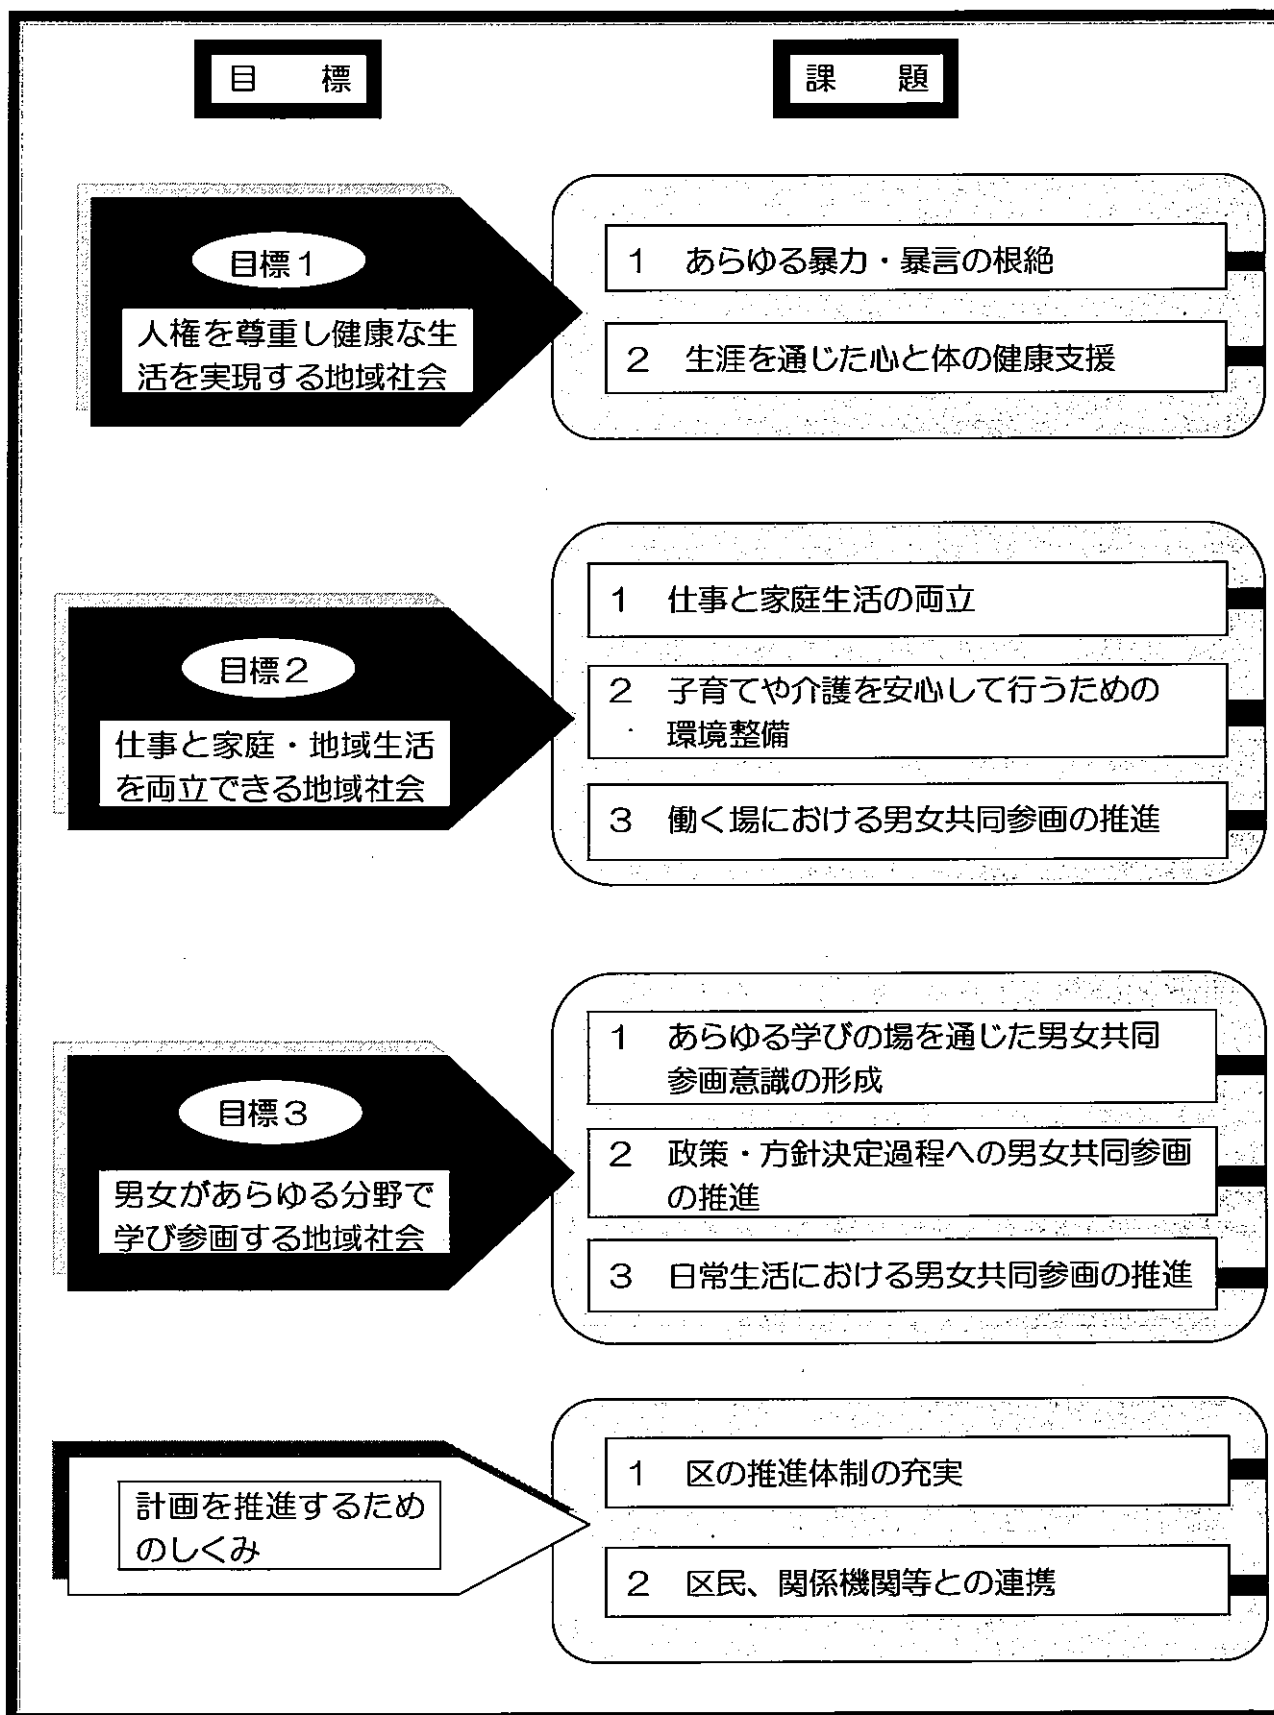 目　標
課　題
目標1
人権を尊重し健康な生
活を実現する地域社会
1　あらゆる暴力・暴言の根絶
2　生涯を通じた心と体の健康支援
目標2
仕事と家庭・地域生活
を両立できる地域社会
1　仕事と家庭生活の両立
2　子育てや介護を安心して行うための
環境整備
3　働く場における男女共同参画の推進
目標3
男女があらゆる分野で
学び参画する地域社会
1　あらゆる学びの場を通じた男女共同
参画意識の形成
2　政策・方針決定過程への男女共同参画
の推進
3　日常生活における男女共同参画の推進
計画を推進するため
のしくみ
1　区の推進体制の充実
2　区民、関係機関等との連携